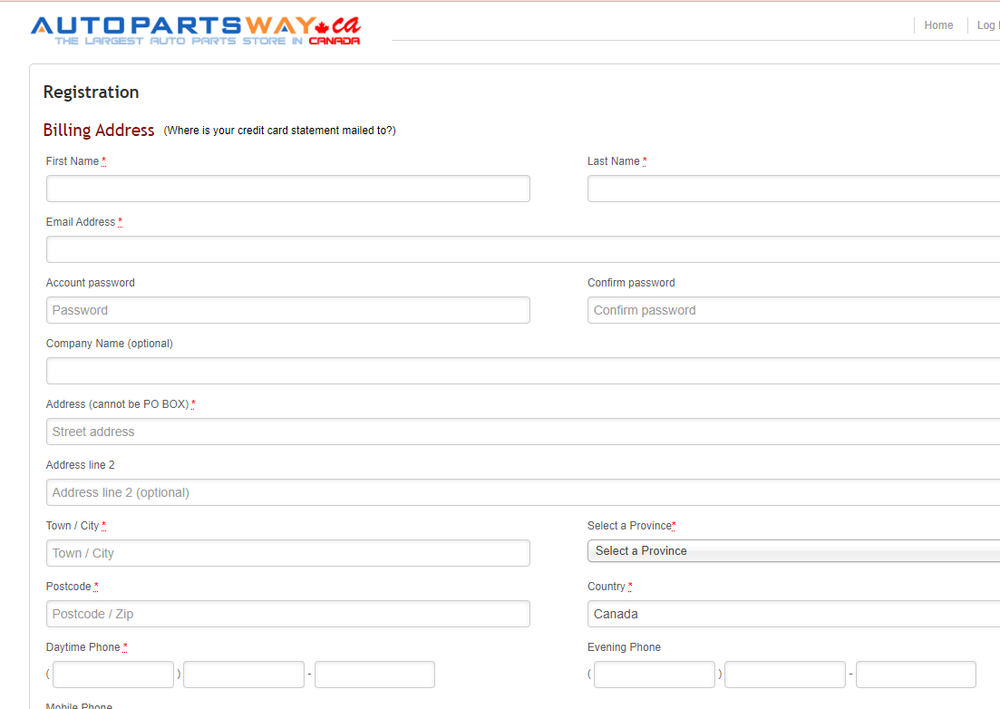 AUTOPARTSWAY.ca
THE LARGEST AUTO PARTS STORE IN CANADA
Home Log
Registration
Billing Address (Where is your credit card statement mailed to?)
First Name * Last Name *
Email Address *
Account password Confirm password
Password Confirm password
Company Name (optional)
Address (cannot be PO BOX) *
Street address
Address line 2
Address line 2 (optional)
Town / City * Select a Province*
Town / City Select a Province
Postcode * Country *
Postcode / Zip Canada
Daytime Phone * Evening Phone
( ) - ( ) -
Mobile Phone